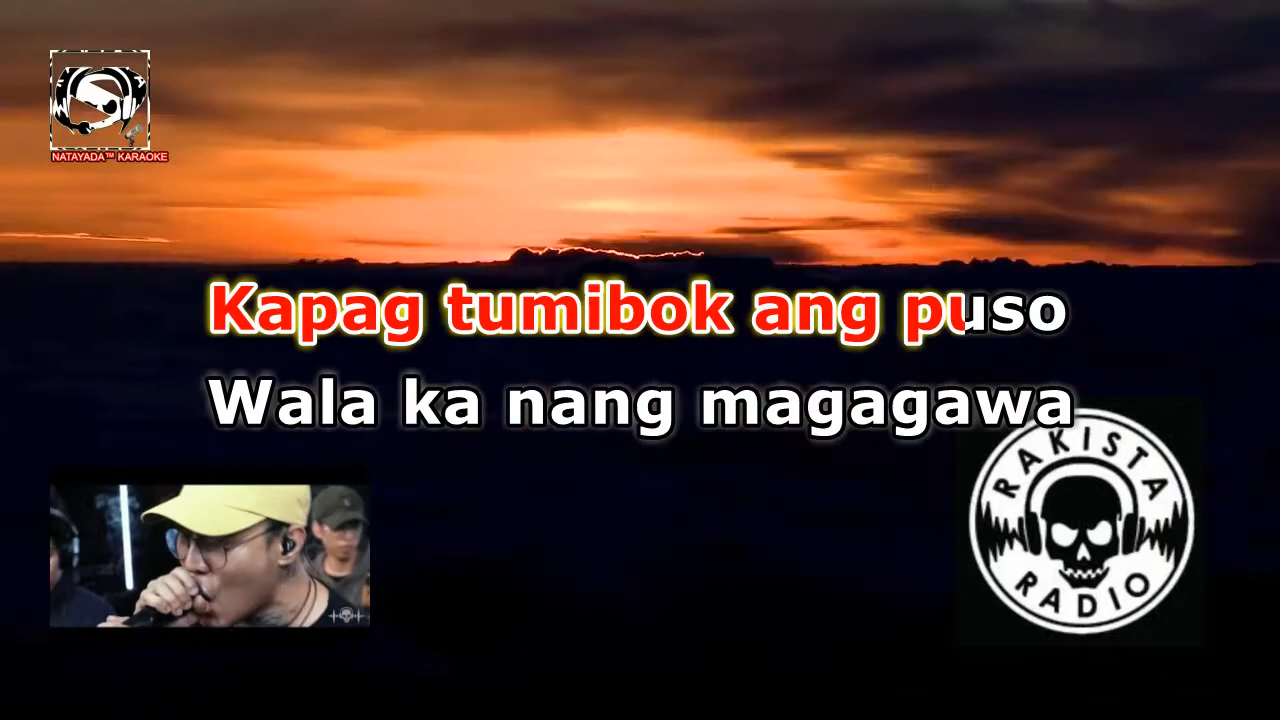 NATAYADA™ KARAOKE
Kapag tumibok ang puso
Wala ka nang magagawa
RAKISTA
RADIO